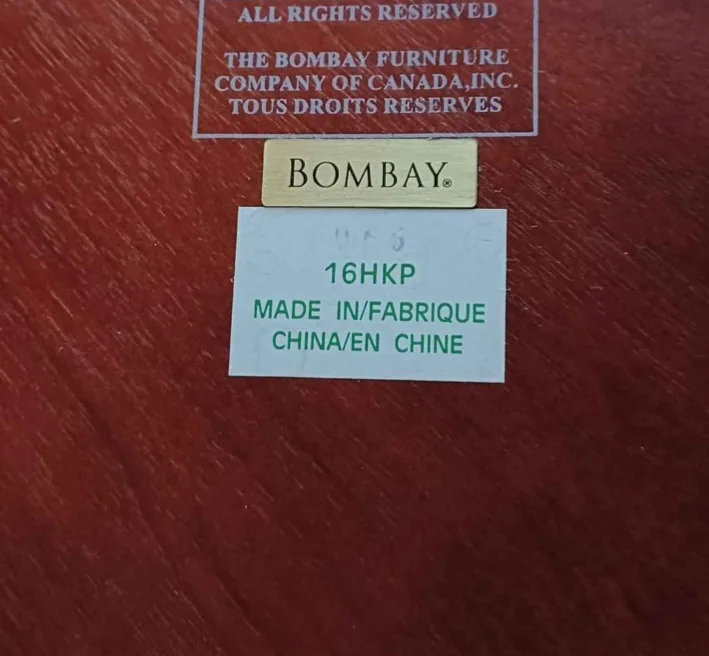 ALL RIGHTS RESERVED
THE BOMBAY FURNITURE
COMPANY OF CANADA,INC.
TOUS DROITS RESERVES
BOMBAY®
16HKP
MADE IN/FABRIQUE
CHINA/EN CHINE